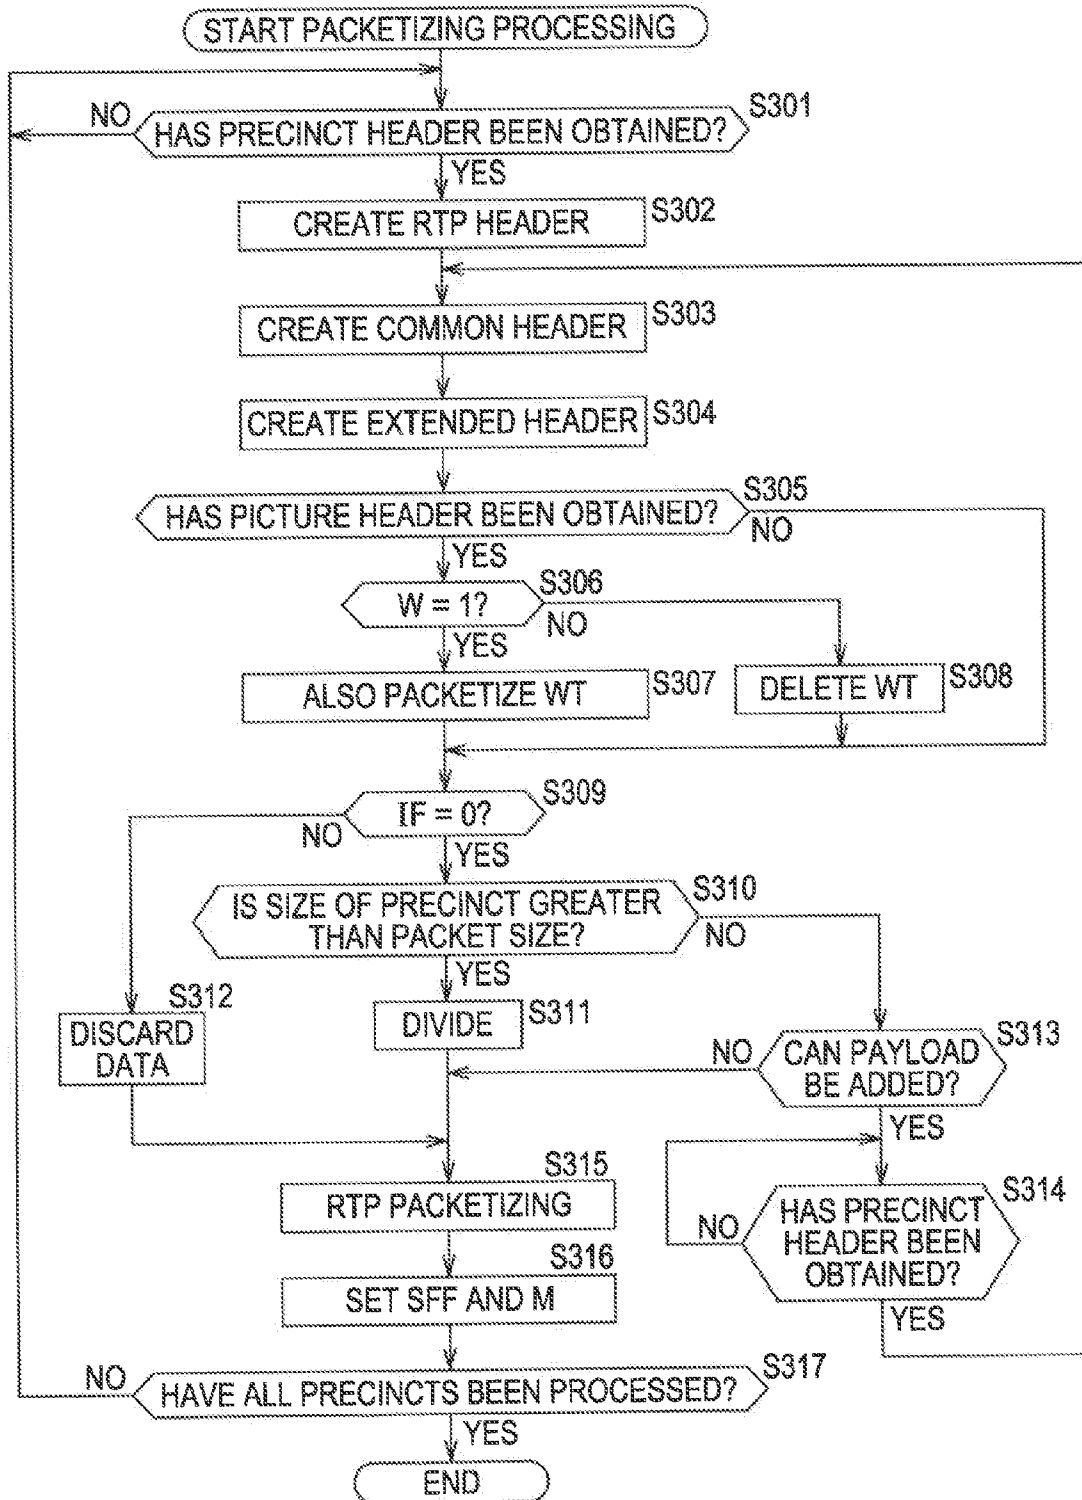 START PACKETIZING PROCESSING
NO
HAS PRECINCT HEADER BEEN OBTAINED?
S301
YES
CREATE RTP HEADER
S302
CREATE COMMON HEADER
S303
CREATE EXTENDED HEADER
S304
HAS PICTURE HEADER BEEN OBTAINED?
S305
NO
YES
W = 1?
S306
NO
YES
ALSO PACKETIZE WT
S307
DELETE WT
S308
IF = 0?
S309
NO
YES
IS SIZE OF PRECINCT GREATER
THAN PACKET SIZE?
S310
NO
YES
S312
DISCARD
DATA
DIVIDE
S311
NO
CAN PAYLOAD
BE ADDED?
S313
YES
S315
RTP PACKETIZING
NO
HAS PRECINCT
HEADER BEEN
OBTAINED?
S314
YES
S316
SET SFF AND M
NO
HAVE ALL PRECINCTS BEEN PROCESSED?
S317
YES
END